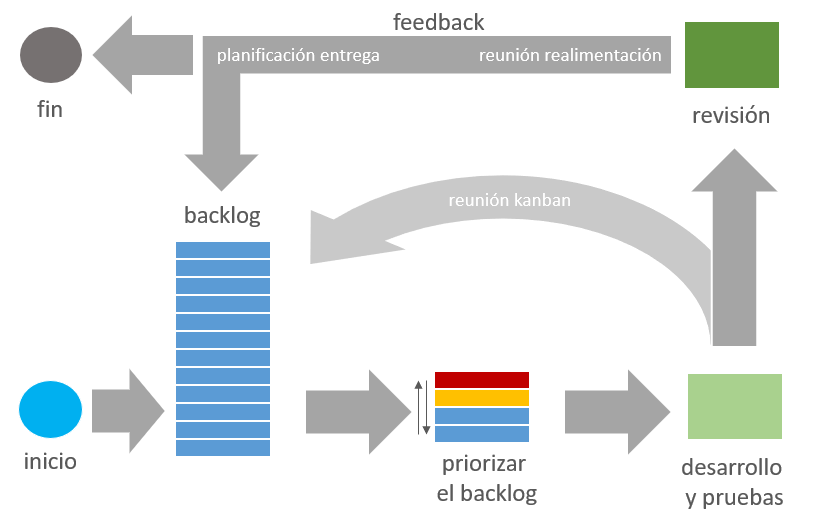 feedback
planificación entrega
reunión realimentación
fin
revisión
reunión kanban
backlog
inicio
priorizar
el backlog
desarrollo
y pruebas